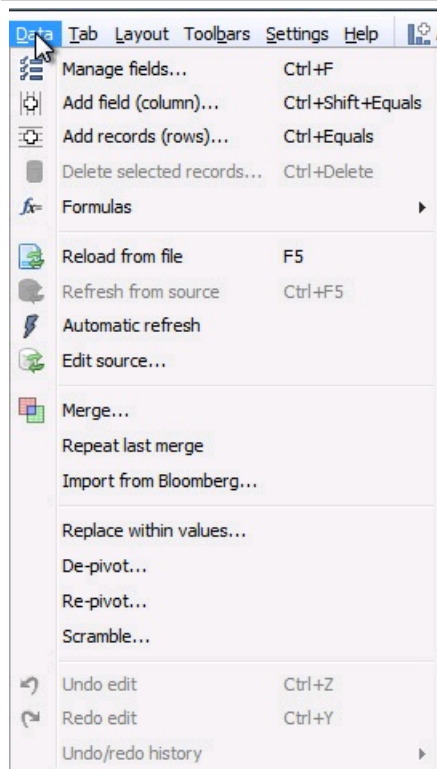 Data Tab Layout Toolbars Settings Help
Manage fields... Ctrl+F
Add field (column)... Ctrl+Shift+Equals
Add records (rows)... Ctrl+Equals
Delete selected records... Ctrl+Delete
fx= Formulas
Reload from file F5
Refresh from source Ctrl+F5
Automatic refresh
Edit source...
Merge...
Repeat last merge
Import from Bloomberg...
Replace within values...
De-pivot...
Re-pivot...
Scramble...
Undo edit Ctrl+Z
Redo edit Ctrl+Y
Undo/redo history